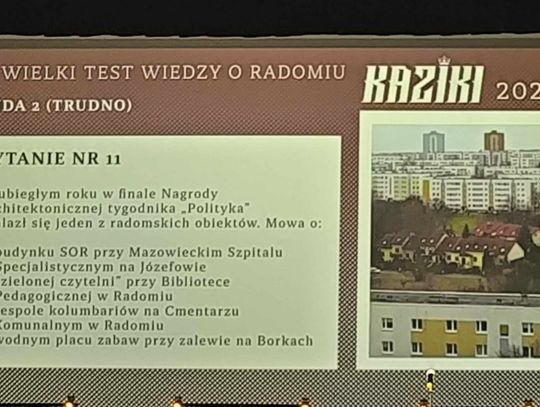 WIELKI TEST WIEDZY O RADOMIU
KAZIKI 202
DA 2 (TRUDNO)
YTANIE NR 11
ubiegłym roku w finale Nagrody
chitektonicznej tygodnika „Polityka”
alazł się jeden z radomskich obiektów. Mowa o:
budynku SOR przy Mazowieckim Szpitalu
Specjalistycznym na Józefowie
zielonej czytelni” przy Bibliotece
Pedagogicznej w Radomiu
zespole kolumbariów na Cmentarzu
Komunalnym w Radomiu
wodnym placu zabaw przy zalewie na Borkach